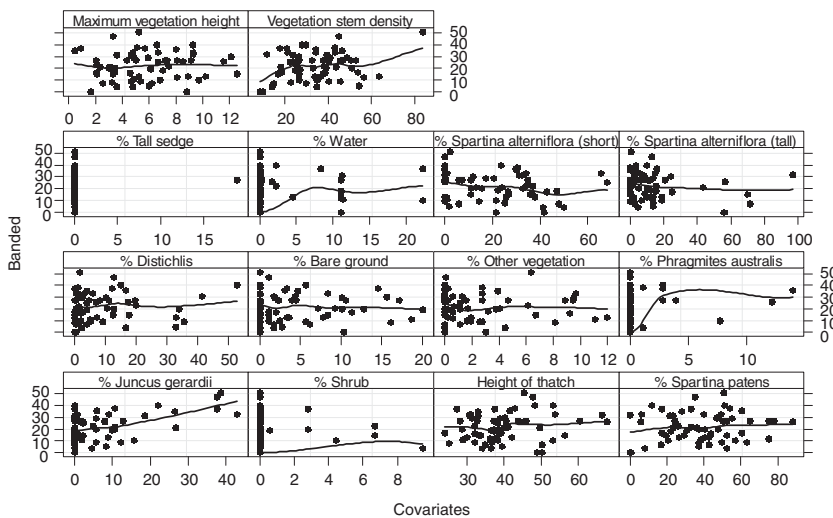 Maximum vegetation height Vegetation stem density
50
40
30
20
10
0
0 2 4 6 8 10 12 20 40 60 80
% Tall sedge % Water % Spartina alterniflora (short) % Spartina alterniflora (tall)
50
40
30
20
10
0
0 5 10 15 0 5 10 15 20 0 20 40 60 0 20 40 60 80 100
Banded
% Distichlis % Bare ground % Other vegetation % Phragmites australis
50
40
30
20
10
0
0 10 20 30 40 50 0 5 10 15 20 0 2 4 6 8 10 12 0 5 10
% Juncus gerardii % Shrub Height of thatch % Spartina patens
50
40
30
20
10
0
0 10 20 30 40 0 2 4 6 8 30 40 50 60 0 20 40 60 80
Covariates